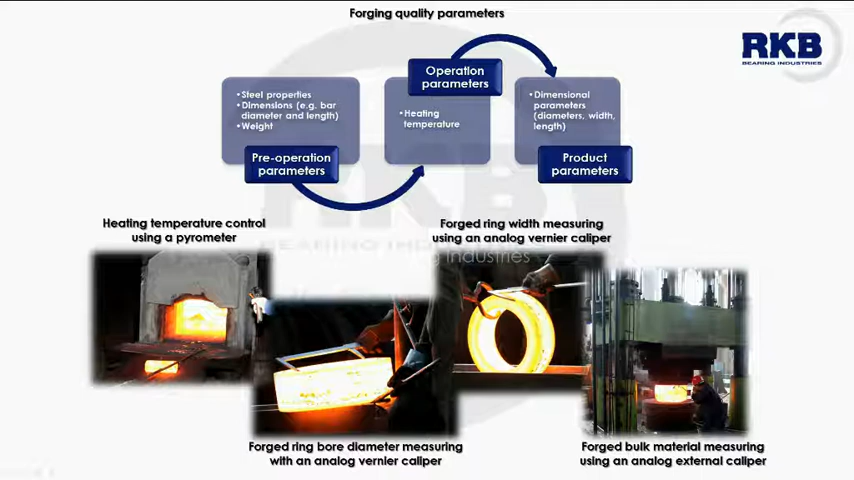 Forging quality parameters
RKB
BEARING INDUSTRIES
Operation
parameters
•Steel properties
•Dimensions (e.g. bar
diameter and length)
•Weight
•Heating
temperature
•Dimensional
parameters
(diameters, width,
length)
Pre-operation
parameters
Product
parameters
Heating temperature control
using a pyrometer
Forged ring width measuring
using an analog vernier caliper
Forged ring bore diameter measuring
with an analog vernier caliper
Forged bulk material measuring
using an analog external caliper